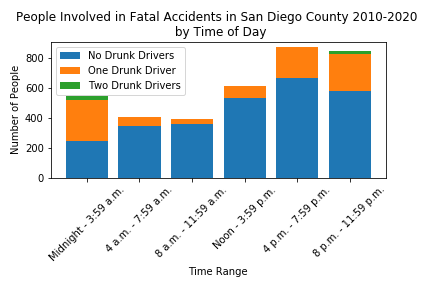 People Involved in Fatal Accidents in San Diego County 2010-2020
by Time of Day
No Drunk Drivers
One Drunk Driver
Two Drunk Drivers
Number of People
800
600
400
200
0
Midnight - 3:59 a.m.
4 a.m. - 7:59 a.m.
8 a.m. - 11:59 a.m.
Noon - 3:59 p.m.
4 p.m. - 7:59 p.m.
8 p.m. - 11:59 p.m.
Time Range